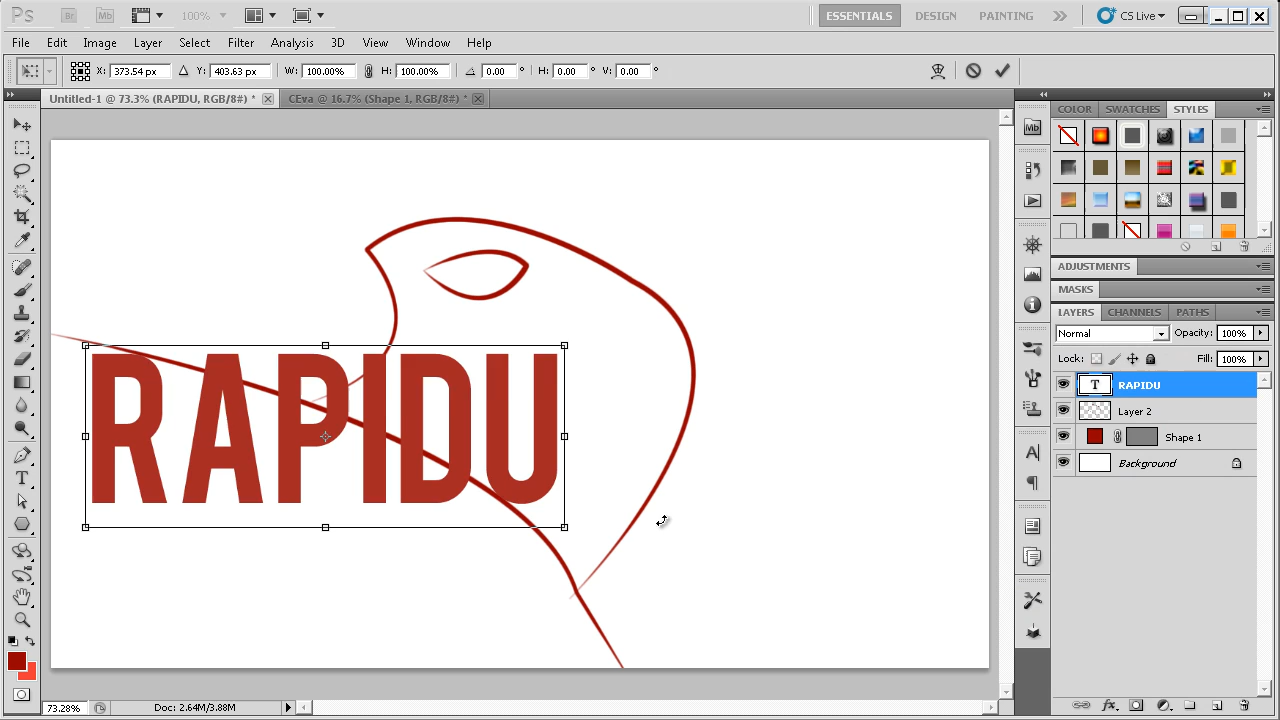 Ps Br Mb 100% ESSENTIALS DESIGN PAINTING CS Live
File Edit Image Layer Select Filter Analysis 3D View Window Help
X: 373.54 px Y: 403.63 px W: 100.00% H: 100.00% 0.00 ° H: 0.00 ° V: 0.00 °
Untitled-1 @ 73.3% (RAPIDU, RGB/8#) * CEva @ 16.7% (Shape 1, RGB/8#) *
COLOR SWATCHES STYLES
Mb
ADJUSTMENTS
MASKS
LAYERS CHANNELS PATHS
Normal Opacity: 100%
Lock: Fill: 100%
T RAPIDU
Layer 2
Shape 1
Background
RAPIDU
73.28% Doc: 2.64M/3.88M